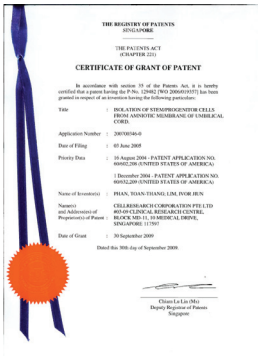 THE REGISTRY OF PATENTS
SINGAPORE
THE PATENTS ACT
(CHAPTER 221)
CERTIFICATE OF GRANT OF PATENT
In accordance with section 35 of the Patents Act, it is hereby
certified that a patent having the P-No. 129482 [WO 2006/019357] has been
granted in respect of an invention having the following particulars:
Title : ISOLATION OF STEM/PROGENITOR CELLS
FROM AMNIOTIC MEMBRANE OF UMBILICAL
CORD.
Application Number : 200700346-0
Date of Filing : 03 June 2005
Priority Data : 16 August 2004 - PATENT APPLICATION NO.
60/602,208 (UNITED STATES OF AMERICA)
1 December 2004 - PATENT APPLICATION NO.
60/632,209 (UNITED STATES OF AMERICA)
Name of Inventor(s) : PHAN, TOAN-THANG; LIM, IVOR JIUN
Name(s)
and Address(es) of
Proprietor(s) of Patent : CELLRESEARCH CORPORATION PTE LTD
#03-09 CLINICAL RESEARCH CENTRE,
BLOCK MD-11, 10 MEDICAL DRIVE,
SINGAPORE 117597
Date of Grant : 30 September 2009
Dated this 30th day of September 2009.
Chiam Lu Lin (Ms)
Deputy Registrar of Patents
Singapore